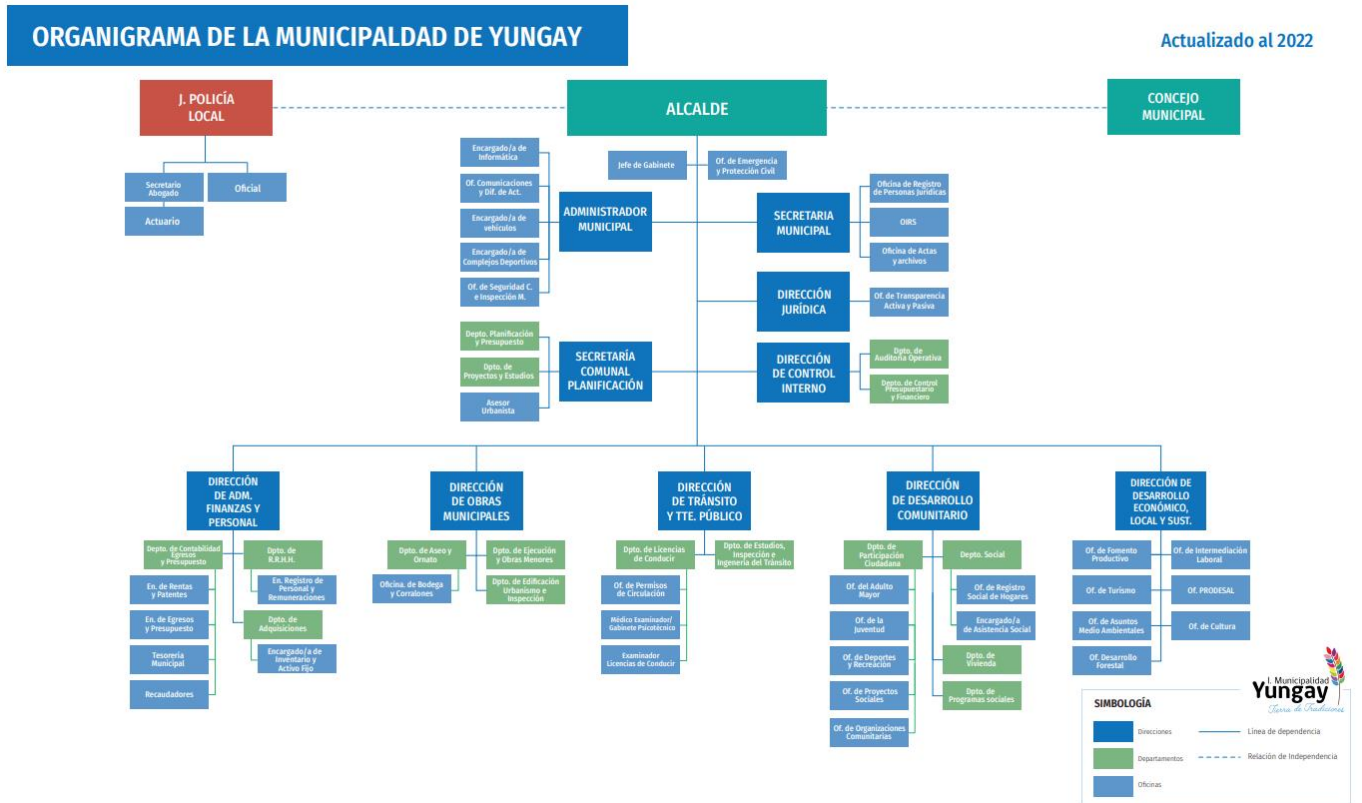 ORGANIGRAMA DE LA MUNICIPALDAD DE YUNGAY
Actualizado al 2022
J. POLICÍA
LOCAL
ALCALDE
CONCEJO
MUNICIPAL
Secretario
Abogado
Oficial
Actuario
Jefe de Gabinete
Of. de Emergencia
y Protección Civil
Encargado/a de
Informática
Of. Comunicaciones
y Dif. de Act.
Encargado/a de
vehículos
Encargado/a de
Complejos Deportivos
Of. de Seguridad C.
e Inspección M.
ADMINISTRADOR
MUNICIPAL
SECRETARIA
MUNICIPAL
Oficina de Registro
de Personas Jurídicas
OIRS
Oficina de Actas
y archivos
DIRECCIÓN
JURÍDICA
Of. de Transparencia
Activa y Pasiva
Depto. Planificación
y Presupuesto
Dpto. de
Proyectos y Estudios
Asesor
Urbanista
SECRETARÍA
COMUNAL
PLANIFICACIÓN
DIRECCIÓN
DE CONTROL
INTERNO
Dpto. de
Auditoria Operativa
Depto. de Control
Presupuestario
y Financiero
DIRECCIÓN
DE ADM.
FINANZAS Y
PERSONAL
Depto. de Contabilidad
Egresos
y Presupuesto
Dpto. de
R.R.H.H.
En. de Rentas
y Patentes
En. Registro de
Personal y
Remuneraciones
En. de Egresos
y Presupuesto
Dpto. de
Adquisiciones
Tesorería
Municipal
Encargado/a de
Inventario y
Activo Fijo
Recaudadores
DIRECCIÓN
DE OBRAS
MUNICIPALES
Dpto. de Aseo y
Ornato
Dpto. de Ejecución
y Obras Menores
Oficina. de Bodega
y Corralones
Dpto. de Edificación
Urbanismo e
Inspección
DIRECCIÓN
DE TRÁNSITO
Y TTE. PÚBLICO
Dpto. de Licencias
de Conducir
Dpto. de Estudios,
Inspección e
Ingenería del Tránsito
Of. de Permisos
de Circulación
Médico Examinador/
Gabinete Psicotécnico
Examinador
Licencias de Conducir
DIRECCIÓN
DE DESARROLLO
COMUNITARIO
Dpto. de
Participación
Ciudadana
Depto. Social
Of. del Adulto
Mayor
Of. de Registro
Social de Hogares
Of. de la
Juventud
Encargado/a
de Asistencia Social
Of. de Deportes
y Recreación
Dpto. de
Vivienda
Of. de Proyectos
Sociales
Dpto. de
Programas sociales
Of. de Organizaciones
Comunitarias
DIRECCIÓN DE
DESARROLLO
ECONÓMICO,
LOCAL Y SUST.
Of. de Fomento
Productivo
Of. de Intermediación
Laboral
Of. de Turismo
Of. PRODESAL
Of. de Asuntos
Medio Ambientales
Of. de Cultura
Of. Desarrollo
Forestal
I. Municipalidad
Yungay
Tierra de Tradiciones
SIMBOLOGÍA
Direcciones
Línea de dependencia
Departamentos
Relación de Independencia
Oficinas